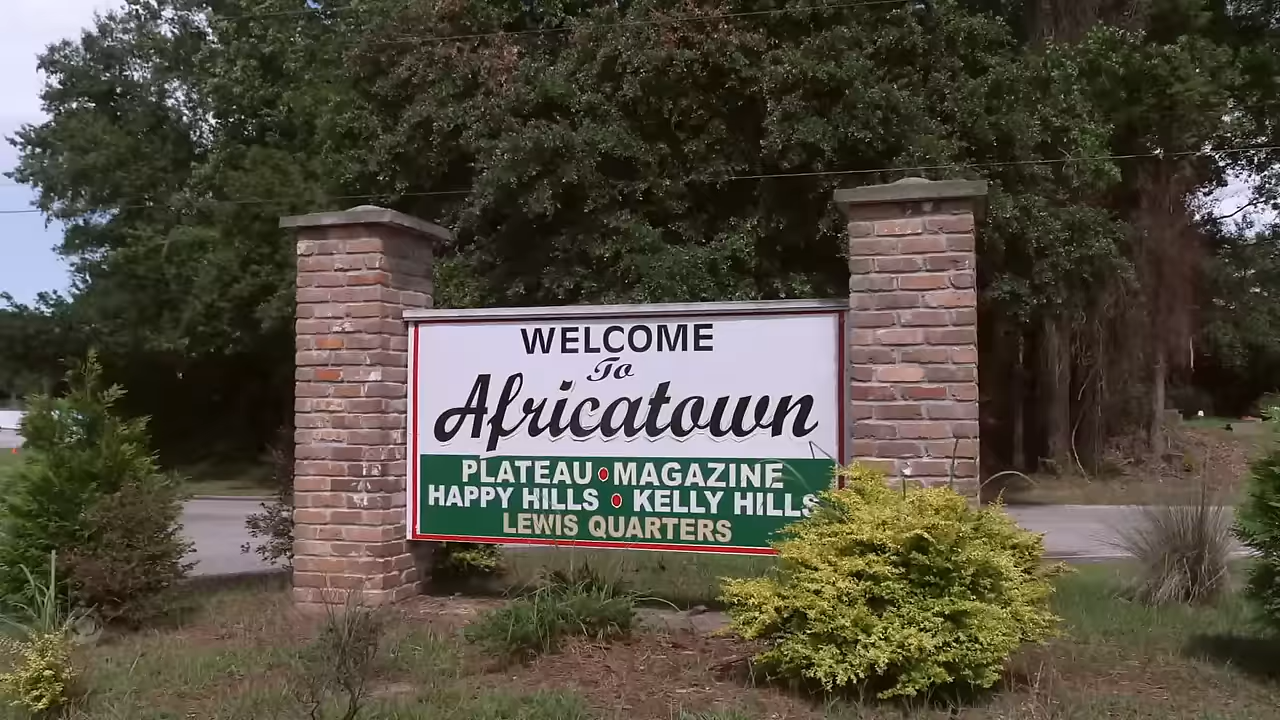 WELCOME
To
Africatown
PLATEAU • MAGAZINE
HAPPY HILLS • KELLY HILLS
LEWIS QUARTERS